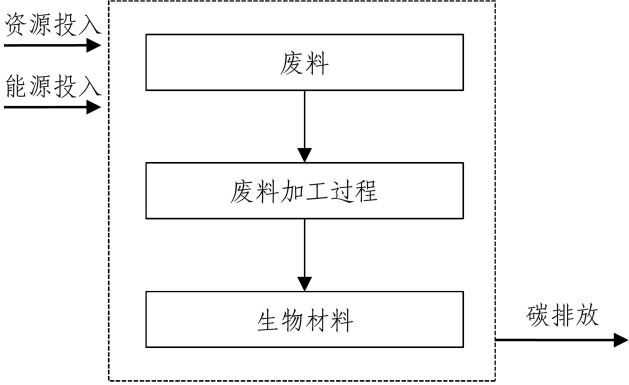 资源投入
能源投入
废料
废料加工过程
生物材料
碳排放